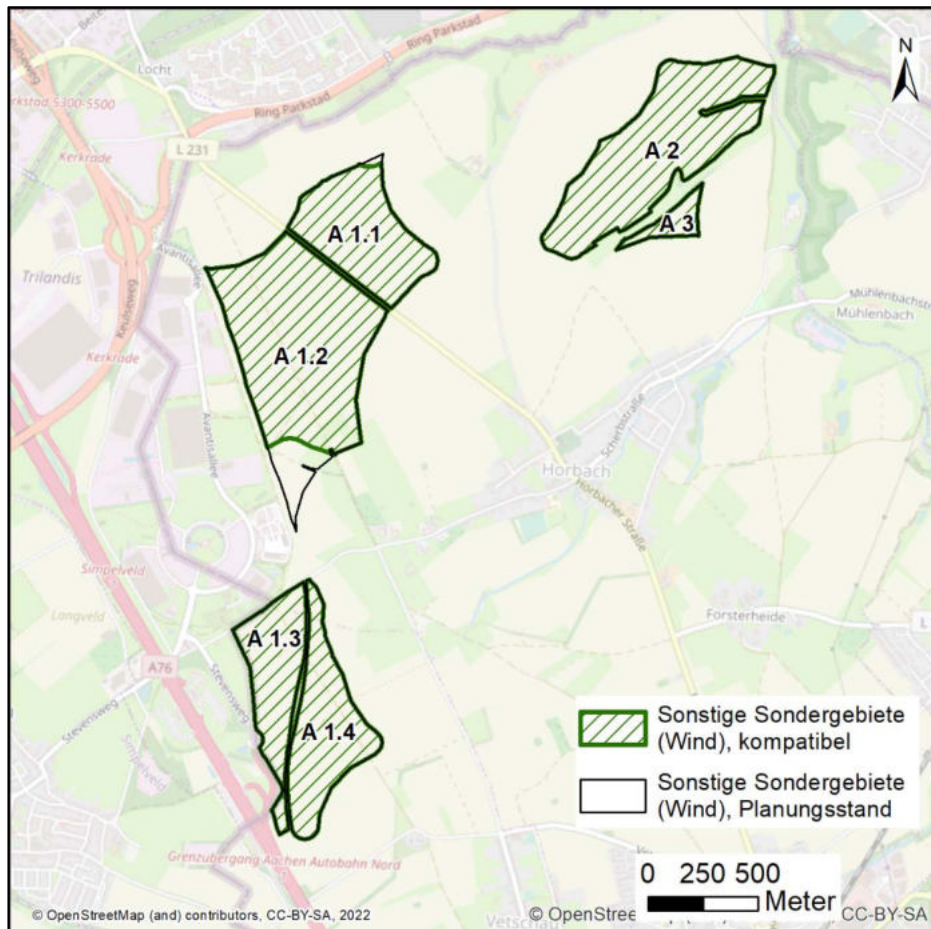 Locht
Ring Parkstad
Keulseweg
Parkstad 5300-5500
Ring Parkstad
N
L 231
Kerkrade
A 2
A 3
A 1.1
Avantisallee
Trilandis
Keulseweg
Mühlenbach
Kerkrade
A 1.2
Avantisallee
Scherbstraße
Horbach
Horbacher Straße
Simpelveld
Langveld
A 1.3
Forsterheide
L
A76
Stevensweg
Stevensweg
A 1.4
Simpelveld
Sonstige Sondergebiete
(Wind), kompatibel
Sonstige Sondergebiete
(Wind), Planungsstand
Grenzübergang Aachen Autobahn Nord
0 250 500
Meter
© OpenStreetMap (and) contributors, CC-BY-SA, 2022
Vetschau
© OpenStre
CC-BY-SA